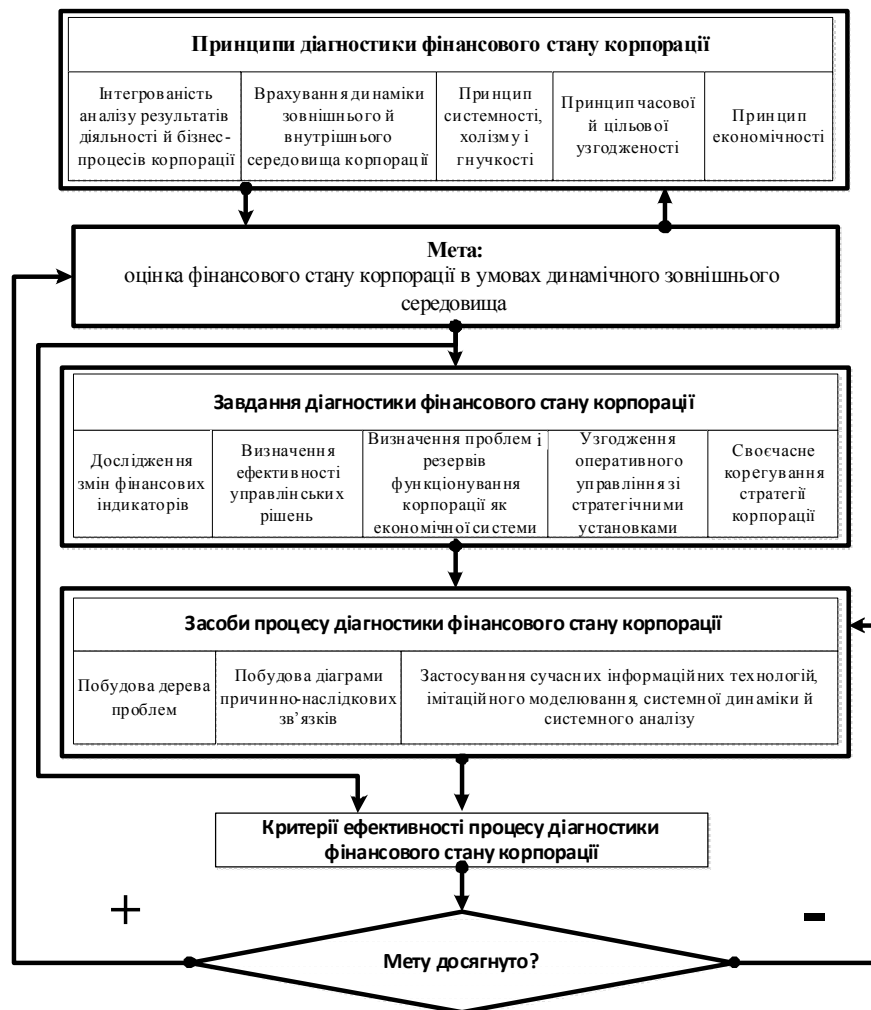 Принципи діагностики фінансового стану корпорації
Інтегрованість
аналізу результатів
діяльності й бізнес-
процесів корпорації
Врахування динаміки
зовнішнього й
внутрішнього
середовища корпорації
Принцип
системності,
холізму і
гнучкості
Принцип часової
й цільової
узгодженості
Принцип
економічності
Мета:
оцінка фінансового стану корпорації в умовах динамічного зовнішнього
середовища
Завдання діагностики фінансового стану корпорації
Дослідження
змін фінансових
індикаторів
Визначення
ефективності
управлінських
рішень
Визначення проблем і
резервів
функціонування
корпорації як
економічної системи
Узгодження
оперативного
управління зі
стратегічними
установками
Своєчасне
корегування
стратегії
корпорації
Засоби процесу діагностики фінансового стану корпорації
Побудова дерева
проблем
Побудова діаграми
причинно-наслідкових
зв’язків
Застосування сучасних інформаційних технологій,
імітаційного моделювання, системної динаміки й
системного аналізу
Критерії ефективності процесу діагностики
фінансового стану корпорації
+
-
Мету досягнуто?